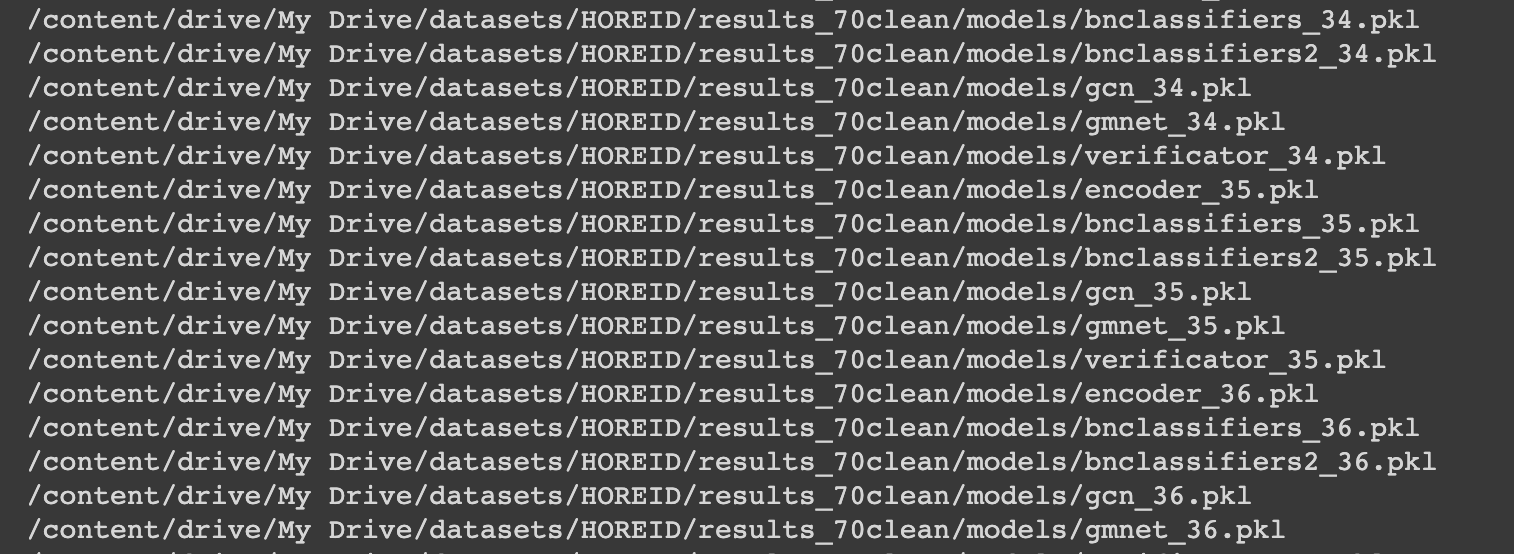 /content/drive/My Drive/datasets/HOREID/results_70clean/models/bnclassifiers_34.pkl
/content/drive/My Drive/datasets/HOREID/results_70clean/models/bnclassifiers2_34.pkl
/content/drive/My Drive/datasets/HOREID/results_70clean/models/gcn_34.pkl
/content/drive/My Drive/datasets/HOREID/results_70clean/models/gmnet_34.pkl
/content/drive/My Drive/datasets/HOREID/results_70clean/models/verificator_34.pkl
/content/drive/My Drive/datasets/HOREID/results_70clean/models/encoder_35.pkl
/content/drive/My Drive/datasets/HOREID/results_70clean/models/bnclassifiers_35.pkl
/content/drive/My Drive/datasets/HOREID/results_70clean/models/bnclassifiers2_35.pkl
/content/drive/My Drive/datasets/HOREID/results_70clean/models/gcn_35.pkl
/content/drive/My Drive/datasets/HOREID/results_70clean/models/gmnet_35.pkl
/content/drive/My Drive/datasets/HOREID/results_70clean/models/verificator_35.pkl
/content/drive/My Drive/datasets/HOREID/results_70clean/models/encoder_36.pkl
/content/drive/My Drive/datasets/HOREID/results_70clean/models/bnclassifiers_36.pkl
/content/drive/My Drive/datasets/HOREID/results_70clean/models/bnclassifiers2_36.pkl
/content/drive/My Drive/datasets/HOREID/results_70clean/models/gcn_36.pkl
/content/drive/My Drive/datasets/HOREID/results_70clean/models/gmnet_36.pkl